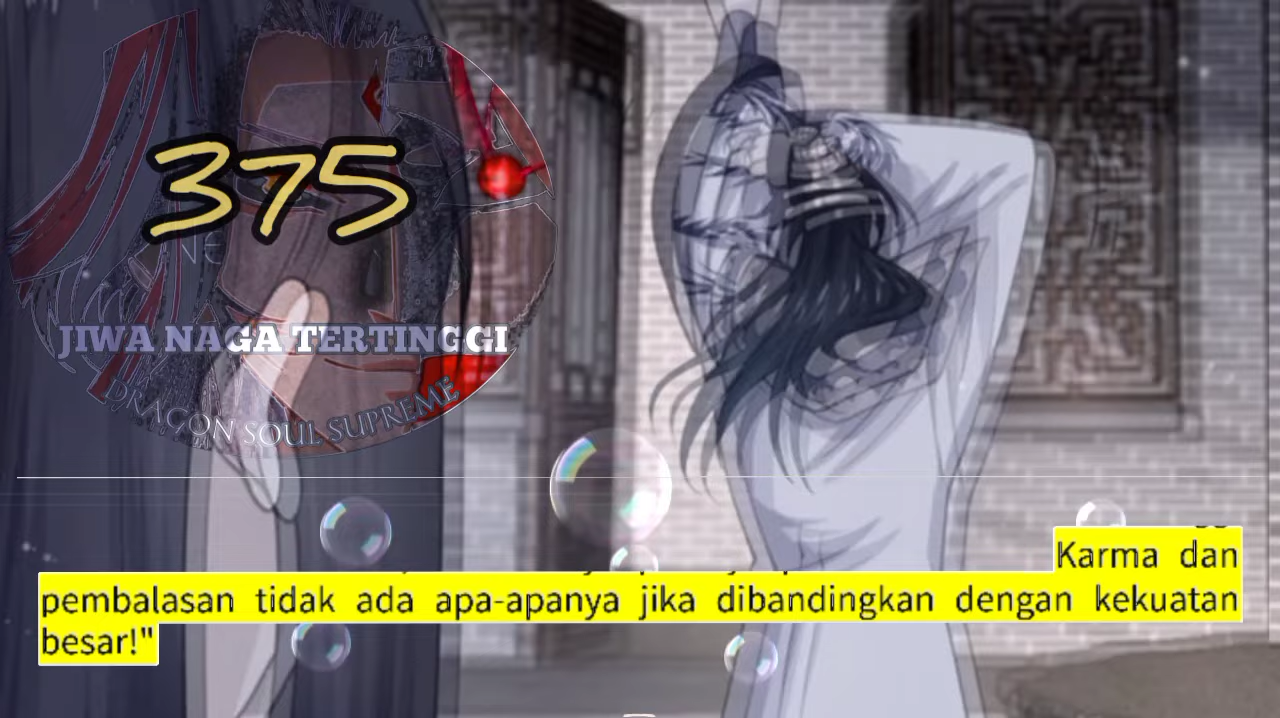 375
JIWA NAGA TERTINGGI
DRAGON SOUL SUPREME
Karma dan
pembalasan tidak ada apa-apanya jika dibandingkan dengan kekuatan
besar!"